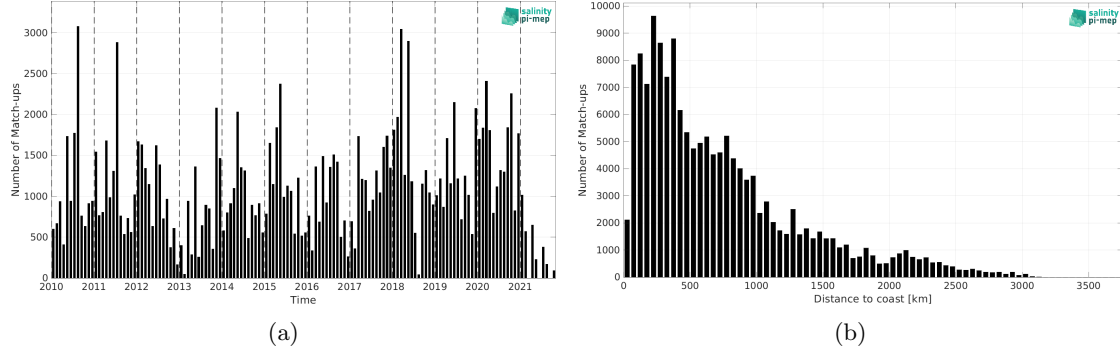 salinity
pi-mep
3000
2500
2000
1500
1000
500
0
Number of Match-ups
2010 2011 2012 2013 2014 2015 2016 2017 2018 2019 2020 2021
Time
(a)
salinity
pi-mep
10000
9000
8000
7000
6000
5000
4000
3000
2000
1000
0
Number of Match-ups
0 500 1000 1500 2000 2500 3000 3500
Distance to coast [km]
(b)